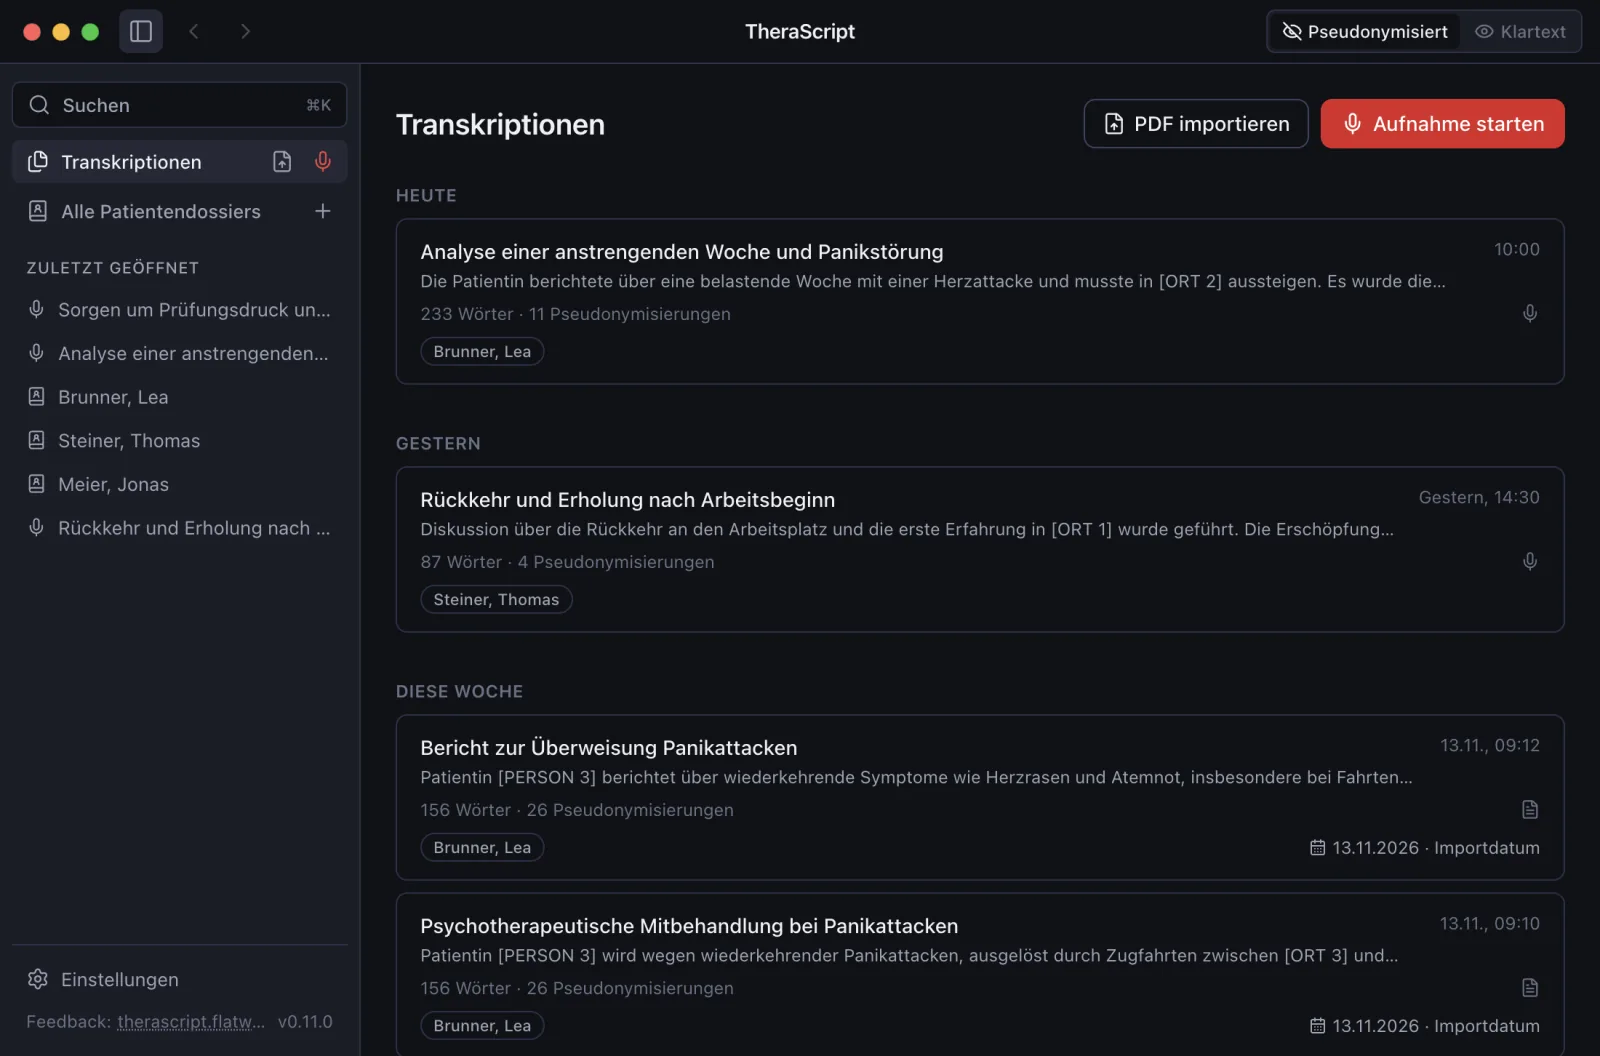 TheraScript
Pseudonymisiert
Klartext
Suchen ⌘K
Transkriptionen
Alle Patientendossiers
ZULETZT GEÖFFNET
Sorgen um Prüfungsdruck un...
Analyse einer anstrengenden...
Brunner, Lea
Steiner, Thomas
Meier, Jonas
Rückkehr und Erholung nach ...
Einstellungen
Feedback: therascript.flatw... v0.11.0
Transkriptionen
PDF importieren
Aufnahme starten
HEUTE
Analyse einer anstrengenden Woche und Panikstörung 10:00
Die Patientin berichtete über eine belastende Woche mit einer Herzattacke und musste in [ORT 2] aussteigen. Es wurde die...
233 Wörter · 11 Pseudonymisierungen
Brunner, Lea
GESTERN
Rückkehr und Erholung nach Arbeitsbeginn Gestern, 14:30
Diskussion über die Rückkehr an den Arbeitsplatz und die erste Erfahrung in [ORT 1] wurde geführt. Die Erschöpfung...
87 Wörter · 4 Pseudonymisierungen
Steiner, Thomas
DIESE WOCHE
Bericht zur Überweisung Panikattacken 13.11., 09:12
Patientin [PERSON 3] berichtet über wiederkehrende Symptome wie Herzrasen und Atemnot, insbesondere bei Fahrten...
156 Wörter · 26 Pseudonymisierungen
Brunner, Lea 13.11.2026 · Importdatum
Psychotherapeutische Mitbehandlung bei Panikattacken 13.11., 09:10
Patientin [PERSON 3] wird wegen wiederkehrender Panikattacken, ausgelöst durch Zugfahrten zwischen [ORT 3] und...
156 Wörter · 26 Pseudonymisierungen
Brunner, Lea 13.11.2026 · Importdatum